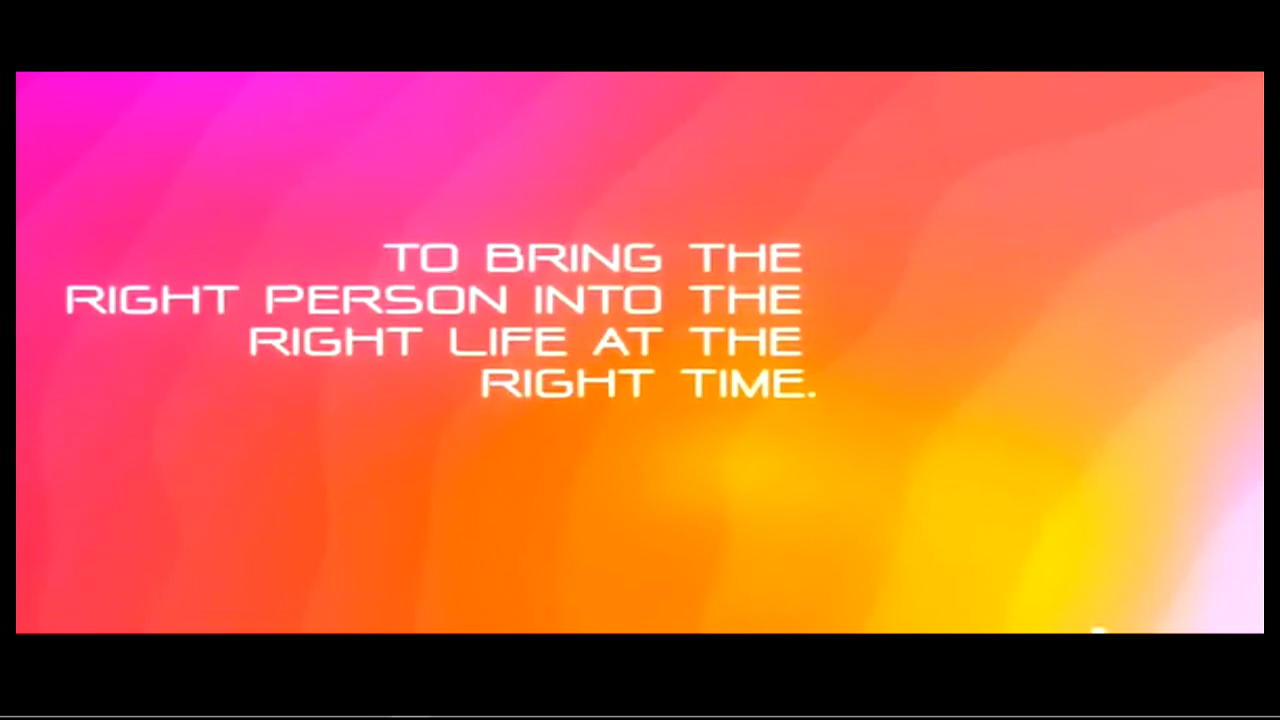 TO BRING THE
RIGHT PERSON INTO THE
RIGHT LIFE AT THE
RIGHT TIME.